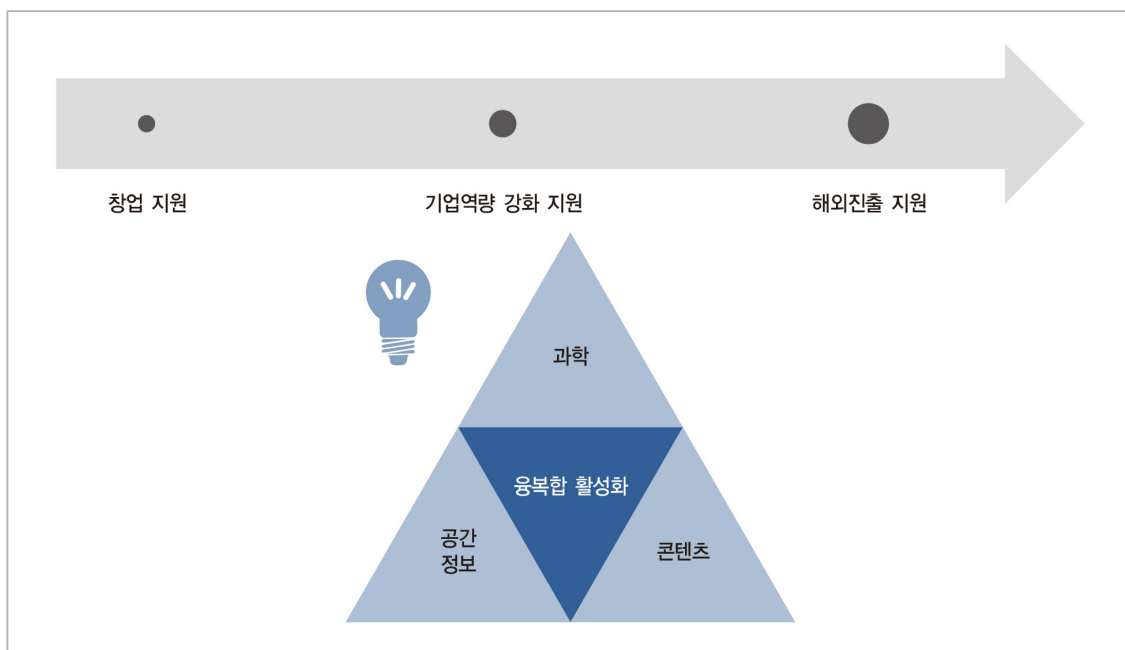 창업 지원
기업역량 강화 지원
해외진출 지원
과학
융복합 활성화
공간
정보
콘텐츠